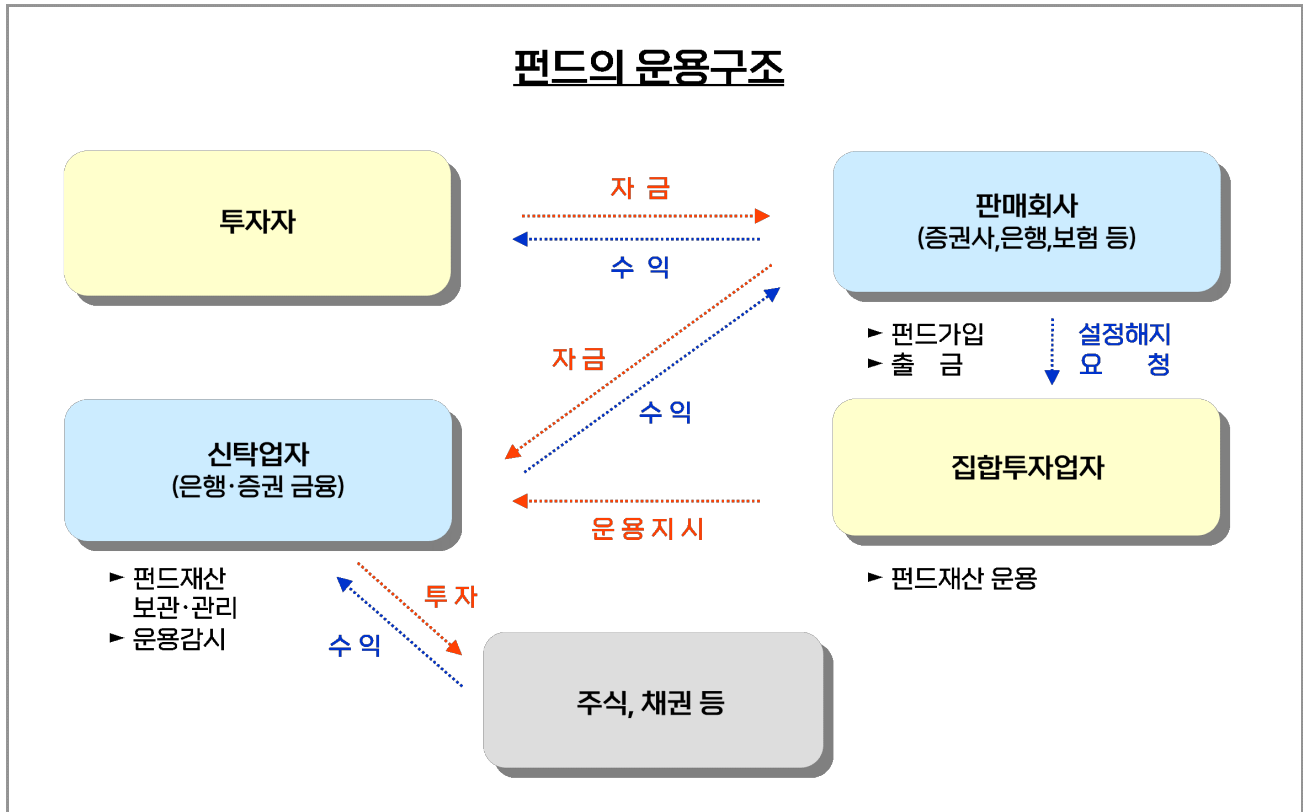 펀드의 운용구조
투자자
자 금
수 익
판매회사
(증권사,은행,보험 등)
► 펀드가입
► 출 금
설정해지
요 청
자금
수익
신탁업자
(은행·증권 금융)
운용지시
집합투자업자
► 펀드재산
보관·관리
► 운용감시
► 펀드재산 운용
투자
수익
주식, 채권 등